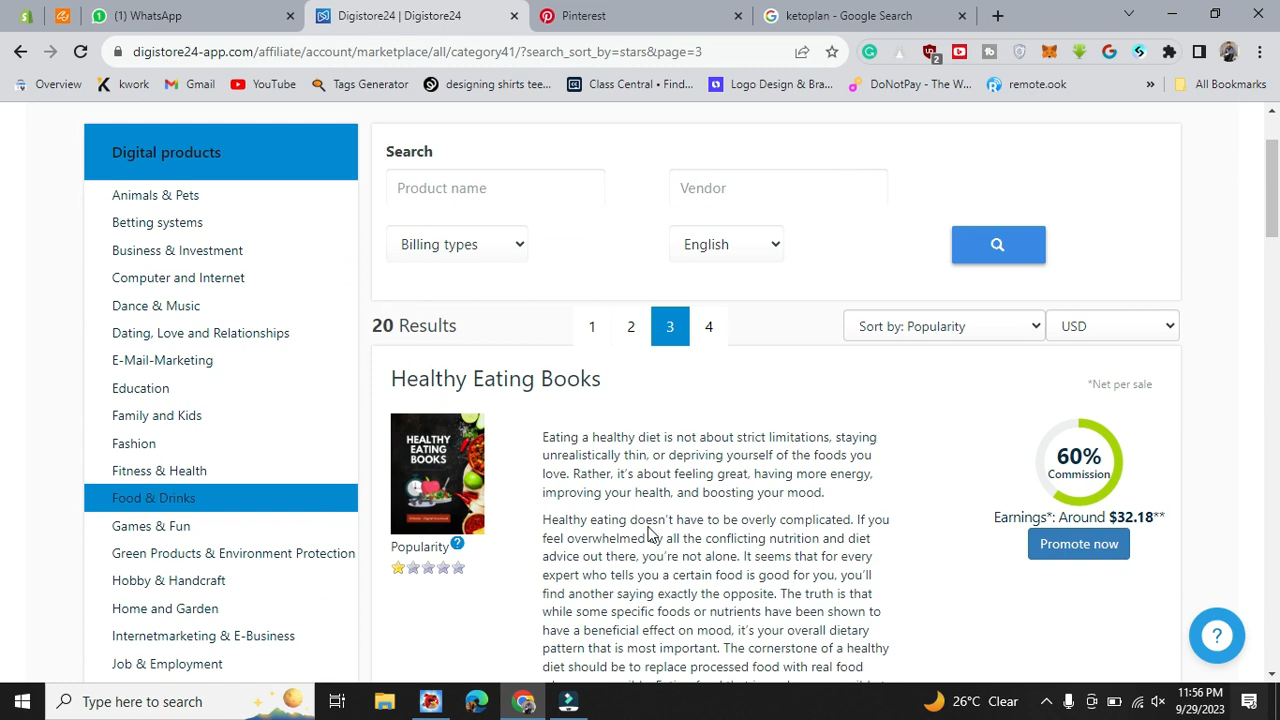 (1) WhatsApp
Digistore24 | Digistore24
Pinterest
ketoplan - Google Search
digistore24-app.com/affiliate/account/marketplace/all/category41/?search_sort_by=stars&page=3
2
Overview
kwork
Gmail
YouTube
Tags Generator
designing shirts tee...
Class Central • Find...
Logo Design & Bra...
DoNotPay - The W...
remote.ook
»
All Bookmarks
Digital products
Animals & Pets
Betting systems
Business & Investment
Computer and Internet
Dance & Music
Dating, Love and Relationships
E-Mail-Marketing
Education
Family and Kids
Fashion
Fitness & Health
Food & Drinks
Games & Fun
Green Products & Environment Protection
Hobby & Handcraft
Home and Garden
Internetmarketing & E-Business
Job & Employment
Search
Product name
Vendor
Billing types
English
20 Results
1 2 3 4
Sort by: Popularity
USD
Healthy Eating Books
*Net per sale
HEALTHY
EATING
BOOKS
Popularity
?
Eating a healthy diet is not about strict limitations, staying
unrealistically thin, or depriving yourself of the foods you
love. Rather, it's about feeling great, having more energy,
improving your health, and boosting your mood.
Healthy eating doesn't have to be overly complicated. If you
feel overwhelmed by all the conflicting nutrition and diet
advice out there, you're not alone. It seems that for every
expert who tells you a certain food is good for you, you'll
find another saying exactly the opposite. The truth is that
while some specific foods or nutrients have been shown to
have a beneficial effect on mood, it's your overall dietary
pattern that is most important. The cornerstone of a healthy
diet should be to replace processed food with real food
60%
Commission
Earnings*: Around $32.18**
Promote now
?
Type here to search
26°C Clear
11:56 PM
9/29/2023